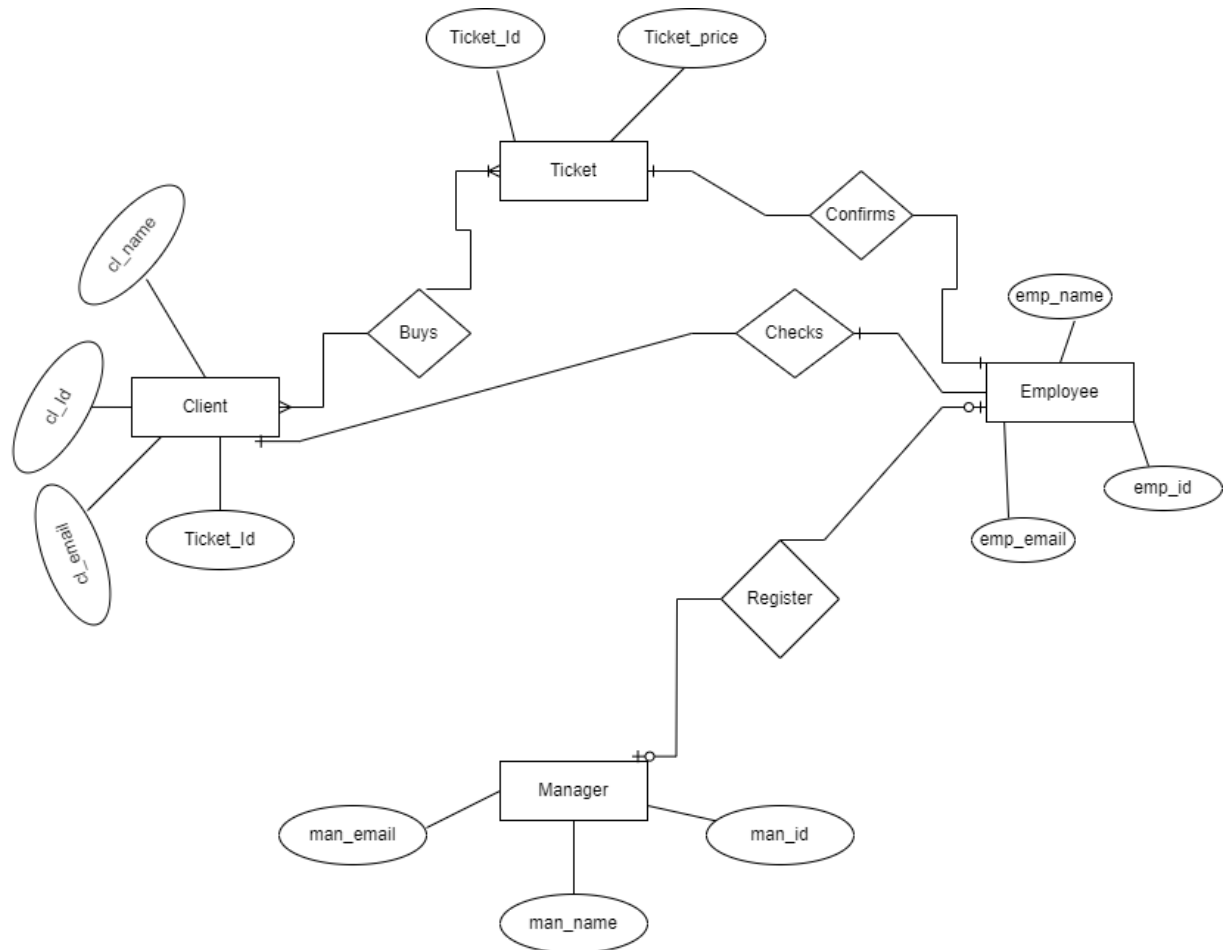 Ticket_Id
Ticket_price
Ticket
Confirms
cl_name
emp_name
Buys
Checks
Client
Employee
cl_Id
emp_id
cl_email
Ticket_Id
emp_email
Register
Manager
man_email
man_id
man_name